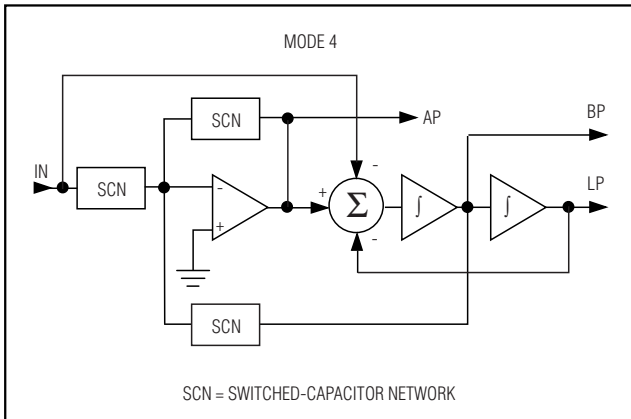 MODE 4
SCN
AP
BP
IN
SCN
-
-
+
Σ
∫
∫
LP
+
-
SCN
SCN = SWITCHED-CAPACITOR NETWORK